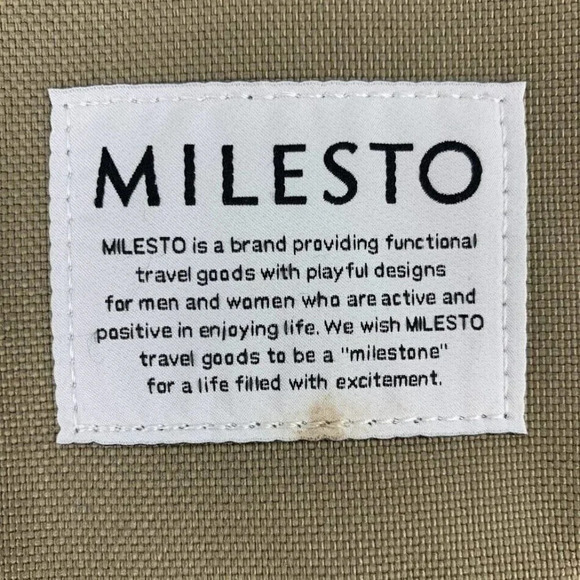 MILESTO
MILESTO is a brand providing functional
travel goods with playful designs
for men and women who are active and
positive in enjoying life. We wish MILESTO
travel goods to be a "milestone"
for a life filled with excitement.